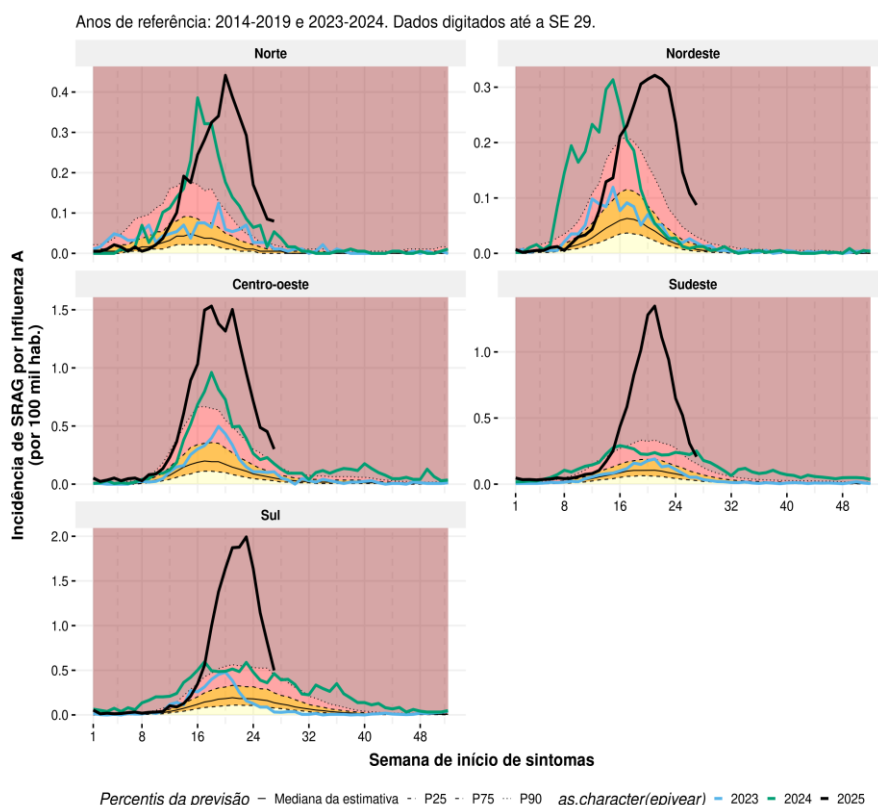 Anos de referência: 2014-2019 e 2023-2024. Dados digitados até a SE 29.
Norte
Nordeste
0.4
0.3
0.2
0.1
0.0
0.3
0.2
0.1
0.0
Centro-oeste
Sudeste
1.5
1.0
0.5
0.0
1.0
0.5
0.0
1 8 16 24 32 40 48
Sul
2.0
1.5
1.0
0.5
0.0
1 8 16 24 32 40 48
Incidência de SRAG por Influenza A
(por 100 mil hab.)
Semana de início de sintomas
Percentis da previsão Mediana da estimativa P25 P75 P90 as.character(epiyear) 2023 2024 2025